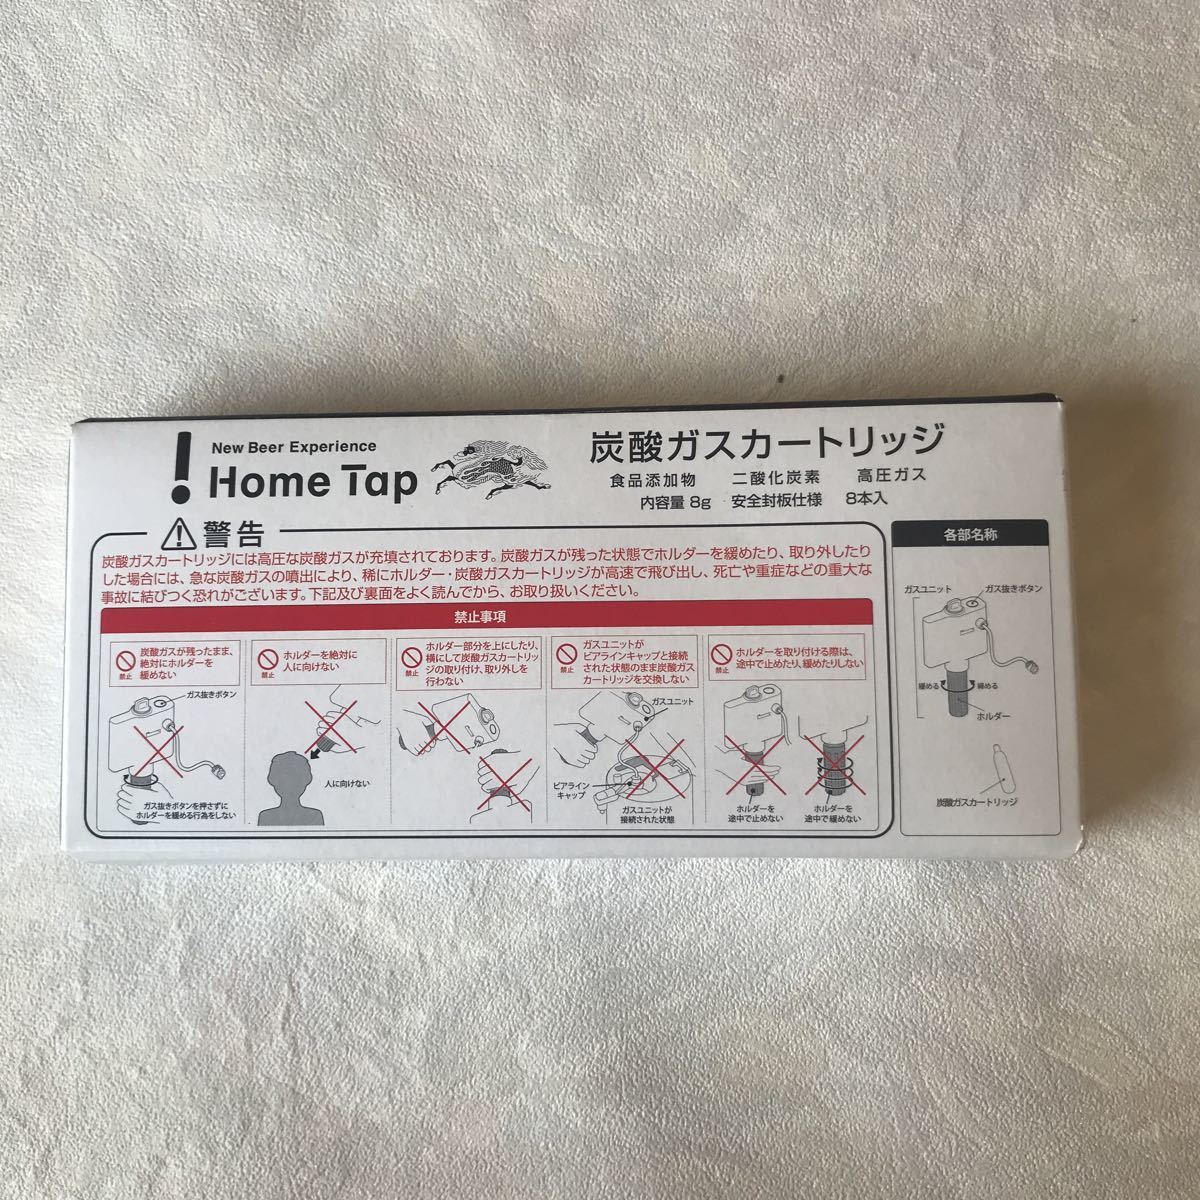 New Beer Experience
Home Tap
炭酸ガスカートリッジ
食品添加物 二酸化炭素 高圧ガス
内容量 8g 安全封板仕様 8本入
警告
炭酸ガスカートリッジには高圧な炭酸ガスが充填されております。炭酸ガスが残った状態でホルダーを緩めたり、取り外したり
した場合には、急な炭酸ガスの噴出により、稀にホルダー・炭酸ガスカートリッジが高速で飛び出し、死亡や重症などの重大な
事故に結びつく恐れがございます。下記及び裏面をよく読んでから、お取り扱いください。
禁止事項
禁止
炭酸ガスが残ったまま、
絶対にホルダーを
緩めない
ガス抜きボタン
ガス抜きボタンを押さずに
ホルダーを緩める行為をしない
禁止
ホルダーを絶対に
人に向けない
人に向けない
禁止
ホルダー部分を上にしたり、
横にして炭酸ガスカートリッ
ジの取り付け、取り外しを
行わない
禁止
ガスユニットが
ビアラインキャップと接続
された状態のまま炭酸ガス
カートリッジを交換しない
ガスユニット
ビアライン
キャップ
ガスユニットが
接続された状態
禁止
ホルダーを取り付ける際は、
途中で止めたり、緩めたりしない
ホルダーを
途中で止めない
ホルダーを
途中で緩めない
各部名称
ガスユニット
ガス抜きボタン
緩める
締める
ホルダー
炭酸ガスカートリッジ